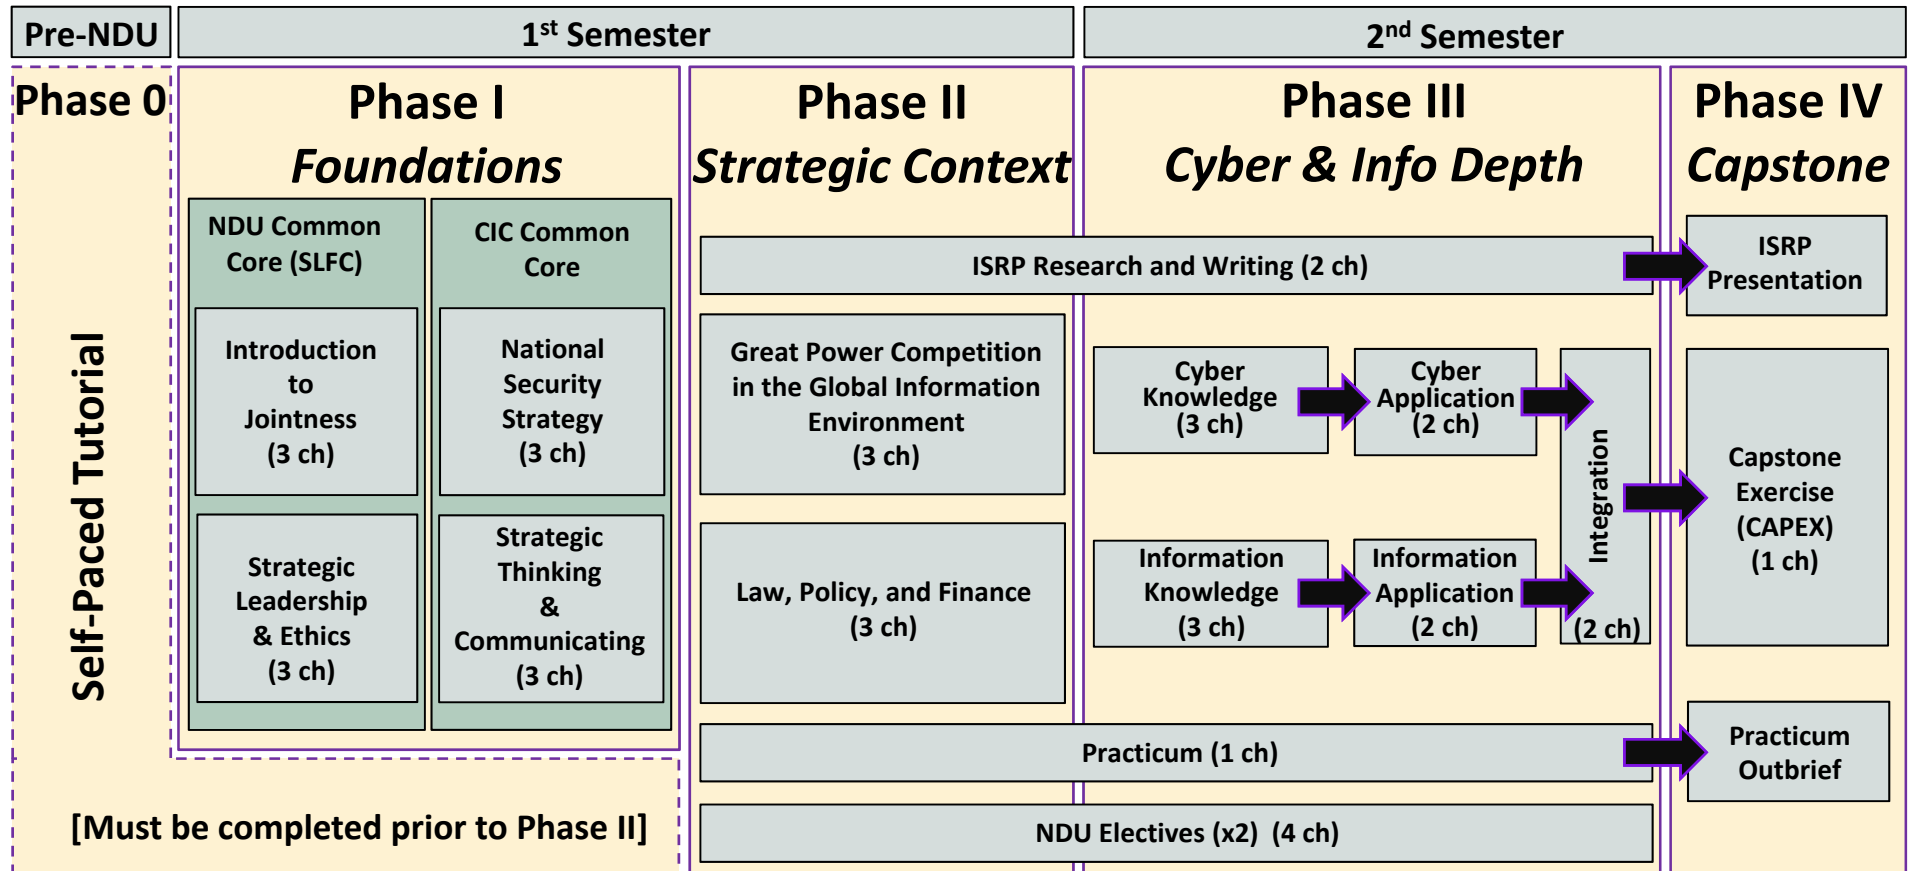 Pre-NDU
1st Semester
2nd Semester
Phase 0
Self-Paced Tutorial
[Must be completed prior to Phase II]
Phase I
Foundations
NDU Common
Core (SLFC)
Introduction
to
Jointness
(3 ch)
Strategic
Leadership
& Ethics
(3 ch)
CIC Common
Core
National
Security
Strategy
(3 ch)
Strategic
Thinking
&
Communicating
(3 ch)
Phase II
Strategic Context
Phase III
Cyber & Info Depth
ISRP Research and Writing (2 ch)
Great Power Competition
in the Global Information
Environment
(3 ch)
Law, Policy, and Finance
(3 ch)
Cyber
Knowledge
(3 ch)
Cyber
Application
(2 ch)
Information
Knowledge
(3 ch)
Information
Application
(2 ch)
Integration
(2 ch)
Practicum (1 ch)
NDU Electives (x2) (4 ch)
Phase IV
Capstone
ISRP
Presentation
Capstone
Exercise
(CAPEX)
(1 ch)
Practicum
Outbrief